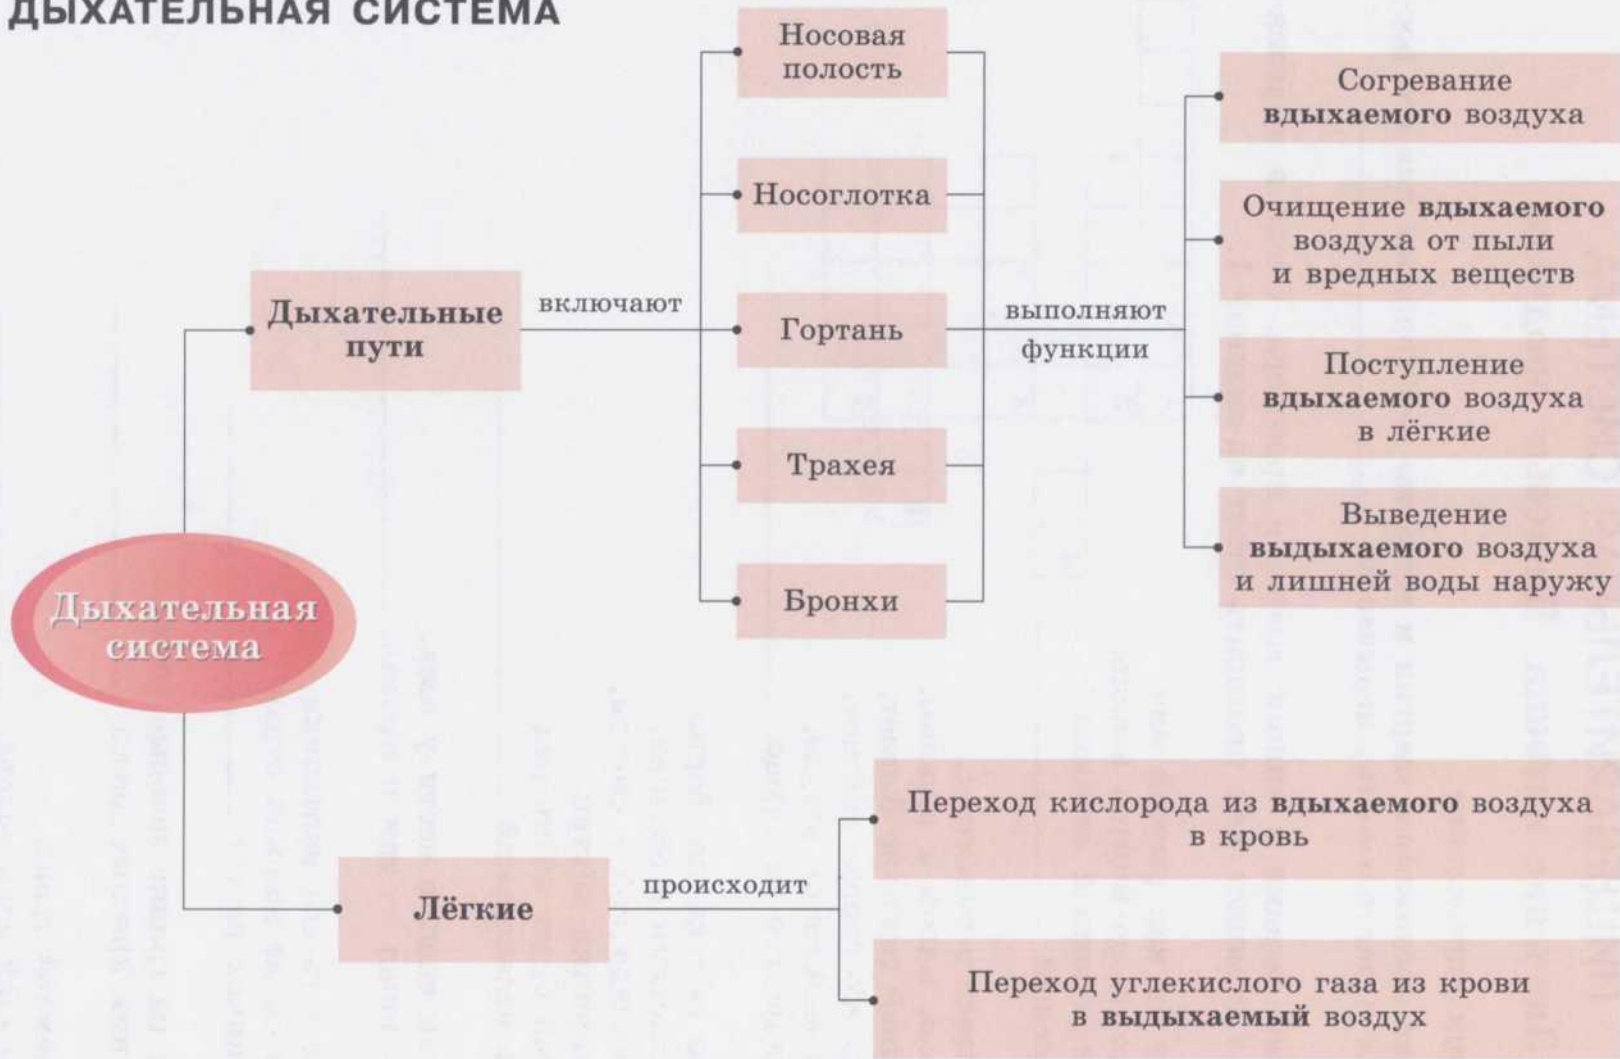 ДЫХАТЕЛЬНАЯ СИСТЕМА
Дыхательная
система
Дыхательные
пути
включают
Носовая
полость
Носоглотка
Гортань
Трахея
Бронхи
выполняют
функции
Согревание
вдыхаемого воздуха
Очищение вдыхаемого
воздуха от пыли
и вредных веществ
Поступление
вдыхаемого воздуха
в лёгкие
Выведение
выдыхаемого воздуха
и лишней воды наружу
Лёгкие
происходит
Переход кислорода из вдыхаемого воздуха
в кровь
Переход углекислого газа из крови
в выдыхаемый воздух